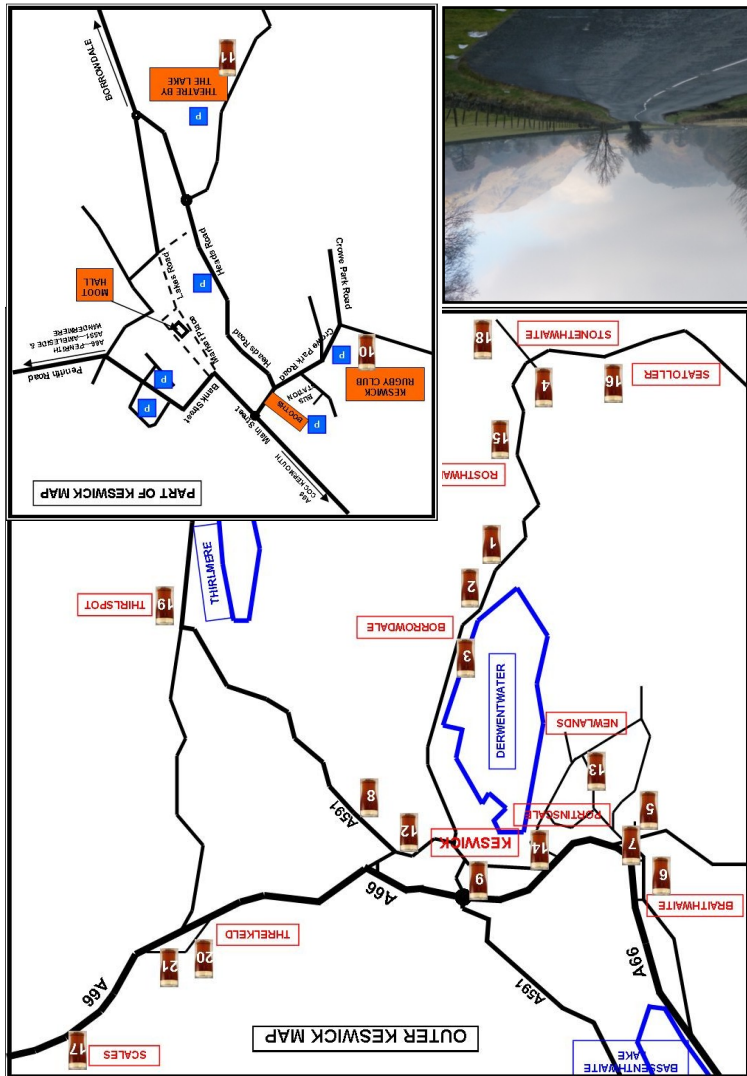 BASSENTHWAITE
LAKE
OUTER KESWICK MAP
SCALES
17
A66
A591
A66
21
20
THRELKELD
BRAITHWAITE
6
9
A66
7
14
KESWICK
12
5
PORTINSCALE
A591
8
13
NEWLANDS
DERWENTWATER
3
BORROWDALE
2
1
THIRLSPOT
19
THIRLMERE
ROSTHWAI
15
SEATOLLER
16
4
STONETHWAITE
18
PART OF KESWICK MAP
A66
COCKERMOUTH
Main Street
P
BOOTHS
BUS
STATION
KESWICK
RUGBY CLUB
10
P
Crowe Park Road
Crowe Park Road
Bank Street
P
P
Penrith Road
A66 - PENRITH
A591 - AMBLESIDE &
WINDERMERE
Market Place
MOOT
HALL
Heads Road
Heads Road
Lakes Road
P
P
THEATRE BY
THE LAKE
11
BORROWDALE